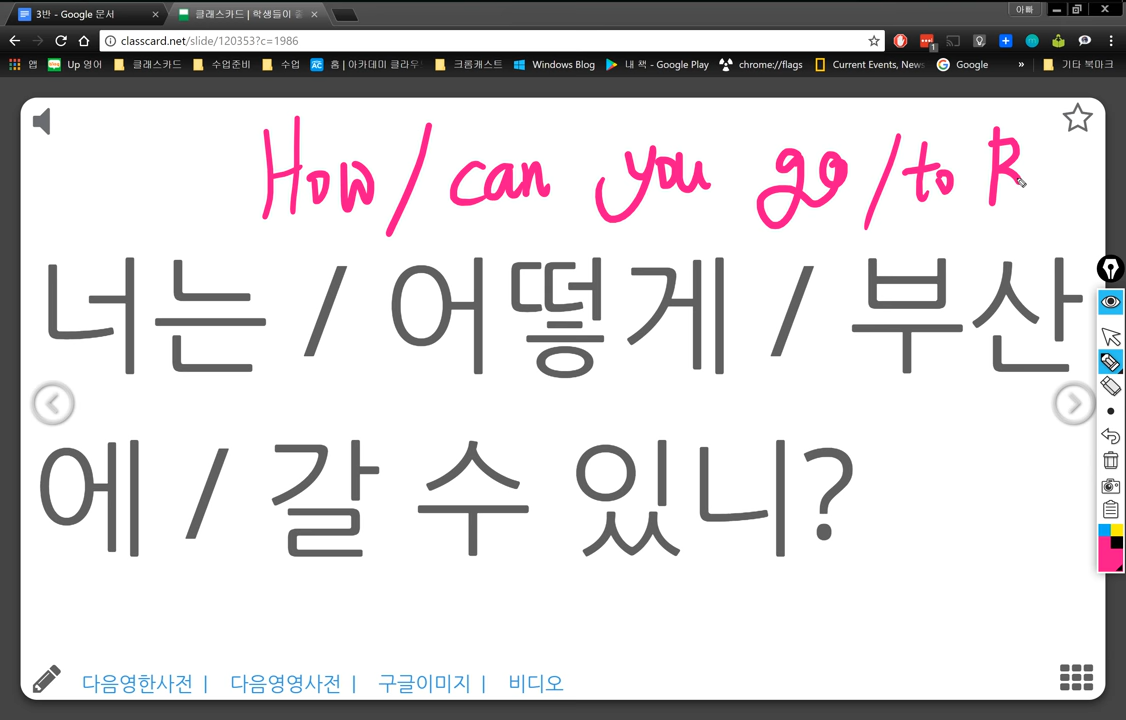 3반 - Google 문서
클래스카드 | 학생들이 좋
아빠
classcard.net/slide/120353?c=1986
1
앱 Up 영어 클래스카드 수업준비 수업 홈 | 아카데미 클라우 크롬캐스트 Windows Blog 내 책 - Google Play chrome://flags Current Events, News Google » 기타 북마크
How / can you go / to
너는 / 어떻게 / 부산
에 / 갈 수 있니?
다음영한사전 | 다음영영사전 | 구글이미지 | 비디오